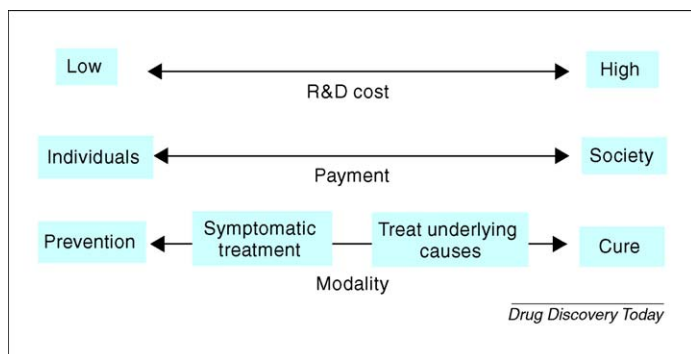 Low
High
R&D cost
Individuals
Society
Payment
Prevention
Symptomatic
treatment
Treat underlying
causes
Cure
Modality
Drug Discovery Today